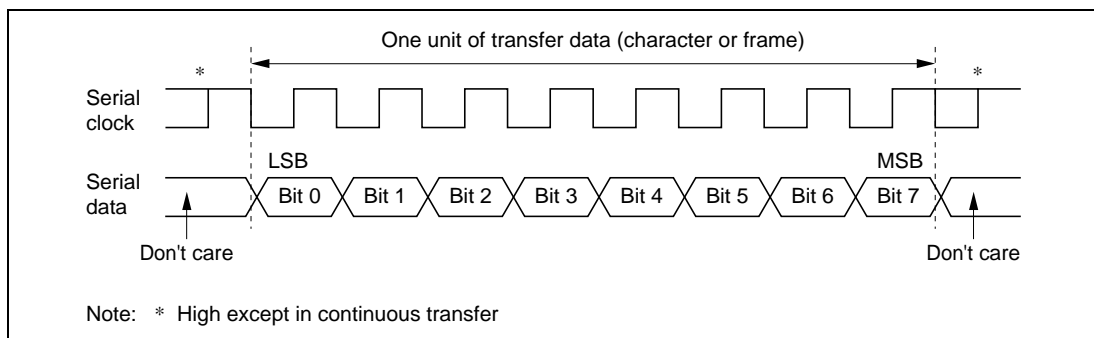 One unit of transfer data (character or frame)
* *
Serial
clock
LSB MSB
Serial
data
Bit 0 Bit 1 Bit 2 Bit 3 Bit 4 Bit 5 Bit 6 Bit 7
Don't care Don't care
Note: * High except in continuous transfer